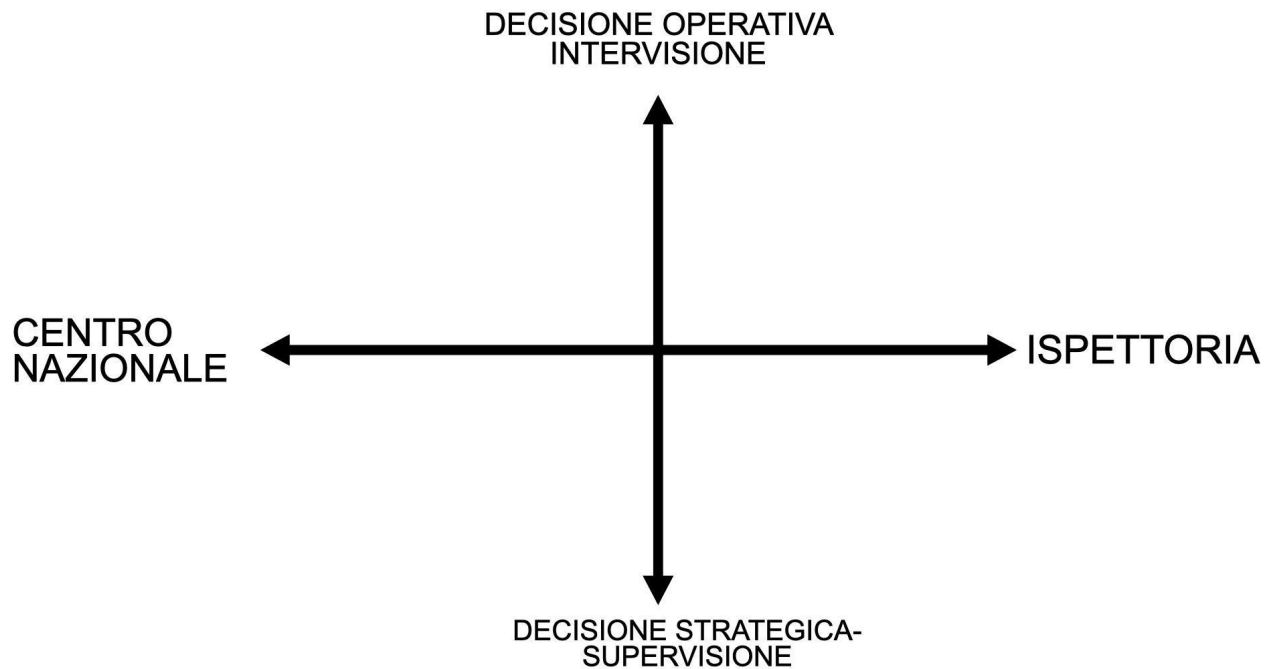 DECISIONE OPERATIVA
INTERVISIONE
CENTRO
NAZIONALE
ISPETTORIA
DECISIONE STRATEGICA-
SUPERVISIONE